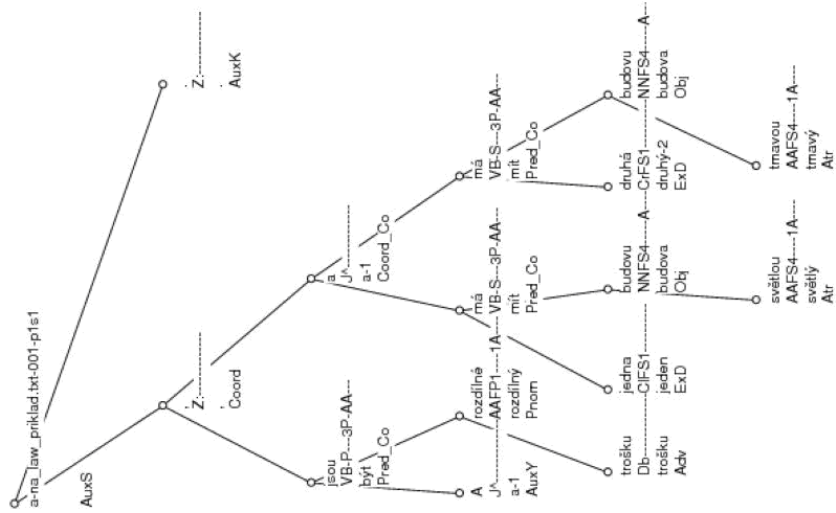 a-na_law_priklad.txt-001-p1s1
AuxS
,
Z:-------------
,
Coord
.
Z:-------------
.
AuxK
jsou
VB-P---3P-AA---
být
Pred_Co
a
J^-------------
a-1
Coord_Co
A
J^-------------
a-1
AuxY
rozdílné
AAFP1----1A----
rozdílný
Pnom
má
VB-S---3P-AA---
mít
Pred_Co
má
VB-S---3P-AA---
mít
Pred_Co
trošku
Db-------------
trošku
Adv
jedna
ClFS1----------
jeden
ExD
budovu
NNFS4-----A----
budova
Obj
druhá
CrFS1----------
druhý-2
ExD
budovu
NNFS4-----A----
budova
Obj
světlou
AAFS4----1A----
světlý
Atr
tmavou
AAFS4----1A----
tmavý
Atr